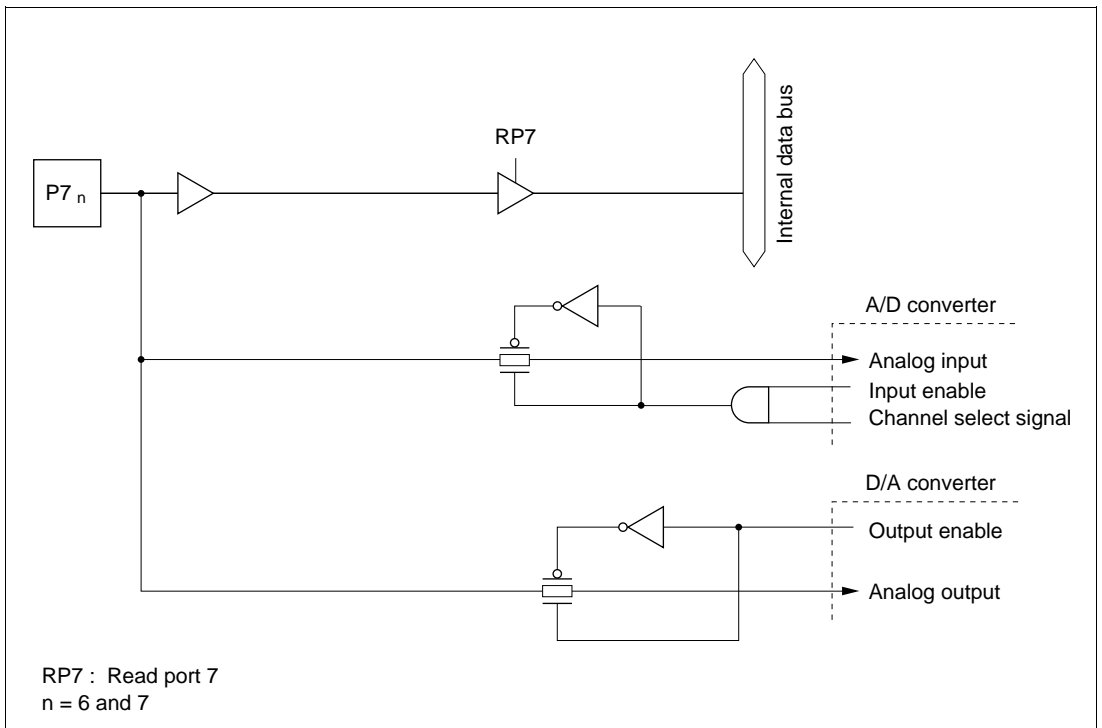 RP7
P7 n
Internal data bus
A/D converter
Analog input
Input enable
Channel select signal
D/A converter
Output enable
Analog output
RP7 : Read port 7
n = 6 and 7